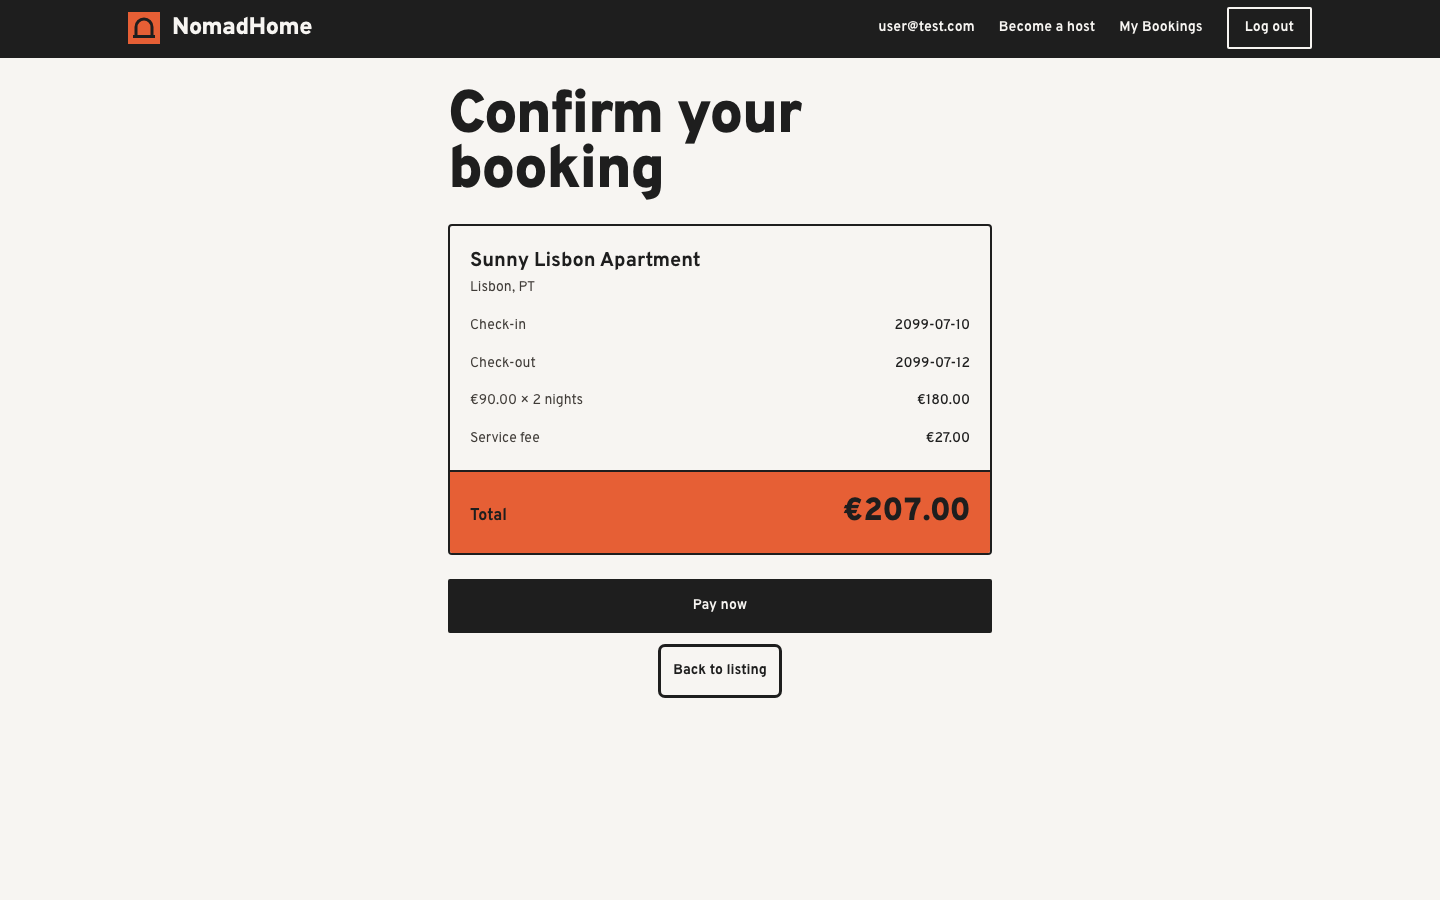 NomadHome
user@test.com
Become a host
My Bookings
Log out
Confirm your
booking
Sunny Lisbon Apartment
Lisbon, PT
Check-in 2099-07-10
Check-out 2099-07-12
€90.00 × 2 nights €180.00
Service fee €27.00
Total €207.00
Pay now
Back to listing